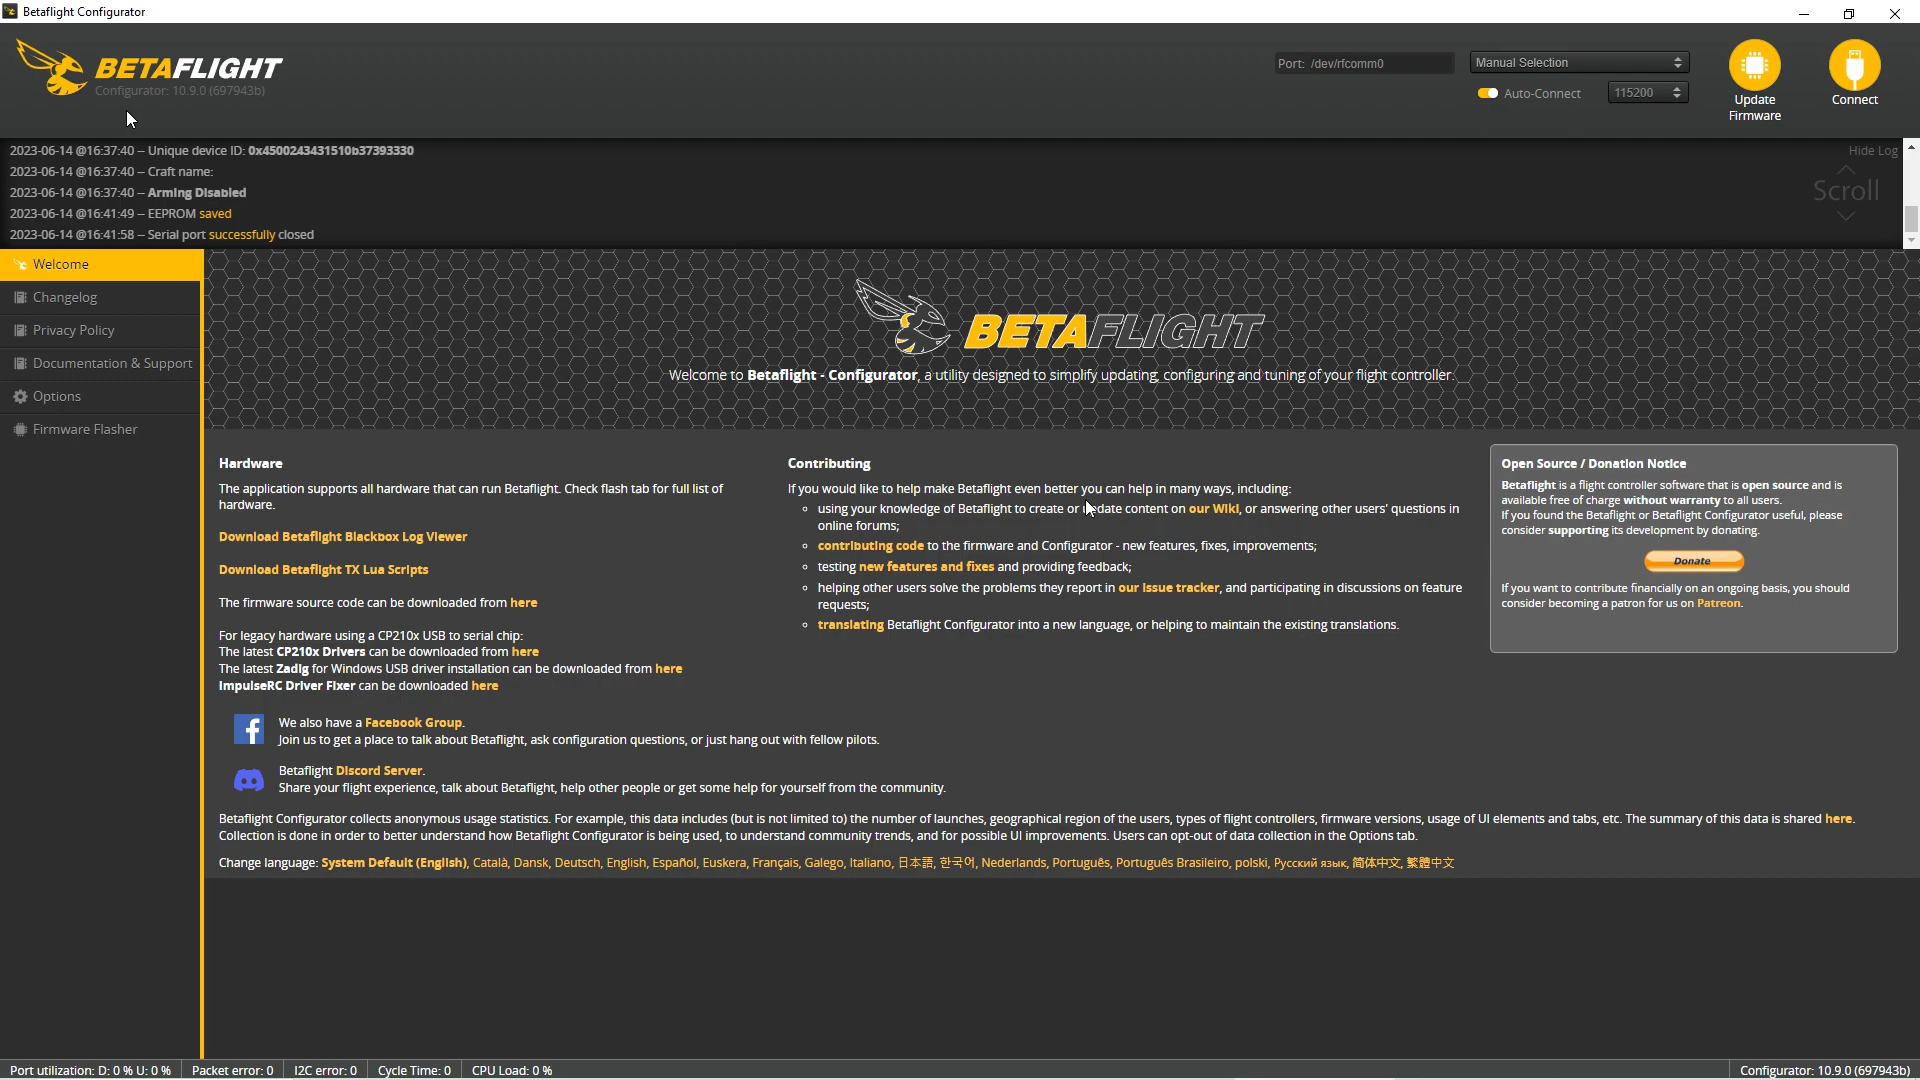 Betaflight Configurator
BETAFLIGHT
Configurator: 10.9.0 (697943b)
Port: /dev/rfcomm0
Manual Selection
Auto-Connect
115200
Update
Firmware
Connect
2023-06-14 @16:37:40 -- Unique device ID: 0x4500243431510b37393330
2023-06-14 @16:37:40 -- Craft name:
2023-06-14 @16:37:40 -- Arming Disabled
2023-06-14 @16:41:49 -- EEPROM saved
2023-06-14 @16:41:58 -- Serial port successfully closed
Hide Log
Scroll
Welcome
Changelog
Privacy Policy
Documentation & Support
Options
Firmware Flasher
BETAFLIGHT
Welcome to Betaflight - Configurator, a utility designed to simplify updating, configuring and tuning of your flight controller.
Hardware
The application supports all hardware that can run Betaflight. Check flash tab for full list of
hardware.
Download Betaflight Blackbox Log Viewer
Download Betaflight TX Lua Scripts
The firmware source code can be downloaded from here
For legacy hardware using a CP210x USB to serial chip:
The latest CP210x Drivers can be downloaded from here
The latest Zadig for Windows USB driver installation can be downloaded from here
ImpulseRC Driver Fixer can be downloaded here
We also have a Facebook Group.
Join us to get a place to talk about Betaflight, ask configuration questions, or just hang out with fellow pilots.
Betaflight Discord Server.
Share your flight experience, talk about Betaflight, help other people or get some help for yourself from the community.
Contributing
If you would like to help make Betaflight even better you can help in many ways, including:
using your knowledge of Betaflight to create or update content on our Wiki, or answering other users' questions in
online forums;
contributing code to the firmware and Configurator - new features, fixes, improvements;
testing new features and fixes and providing feedback;
helping other users solve the problems they report in our issue tracker, and participating in discussions on feature
requests;
translating Betaflight Configurator into a new language, or helping to maintain the existing translations.
Open Source / Donation Notice
Betaflight is a flight controller software that is open source and is
available free of charge without warranty to all users.
If you found the Betaflight or Betaflight Configurator useful, please
consider supporting its development by donating.
Donate
If you want to contribute financially on an ongoing basis, you should
consider becoming a patron for us on Patreon.
Betaflight Configurator collects anonymous usage statistics. For example, this data includes (but is not limited to) the number of launches, geographical region of the users, types of flight controllers, firmware versions, usage of UI elements and tabs, etc. The summary of this data is shared here.
Collection is done in order to better understand how Betaflight Configurator is being used, to understand community trends, and for possible UI improvements. Users can opt-out of data collection in the Options tab.
Change language: System Default (English), Català, Dansk, Deutsch, English, Español, Euskera, Français, Galego, Italiano, 日本語, 한국어, Nederlands, Português, Português Brasileiro, polski, Русский язык, 简体中文, 繁體中文
Port utilization: D: 0 % U: 0 %
Packet error: 0
I2C error: 0
Cycle Time: 0
CPU Load: 0 %
Configurator: 10.9.0 (697943b)